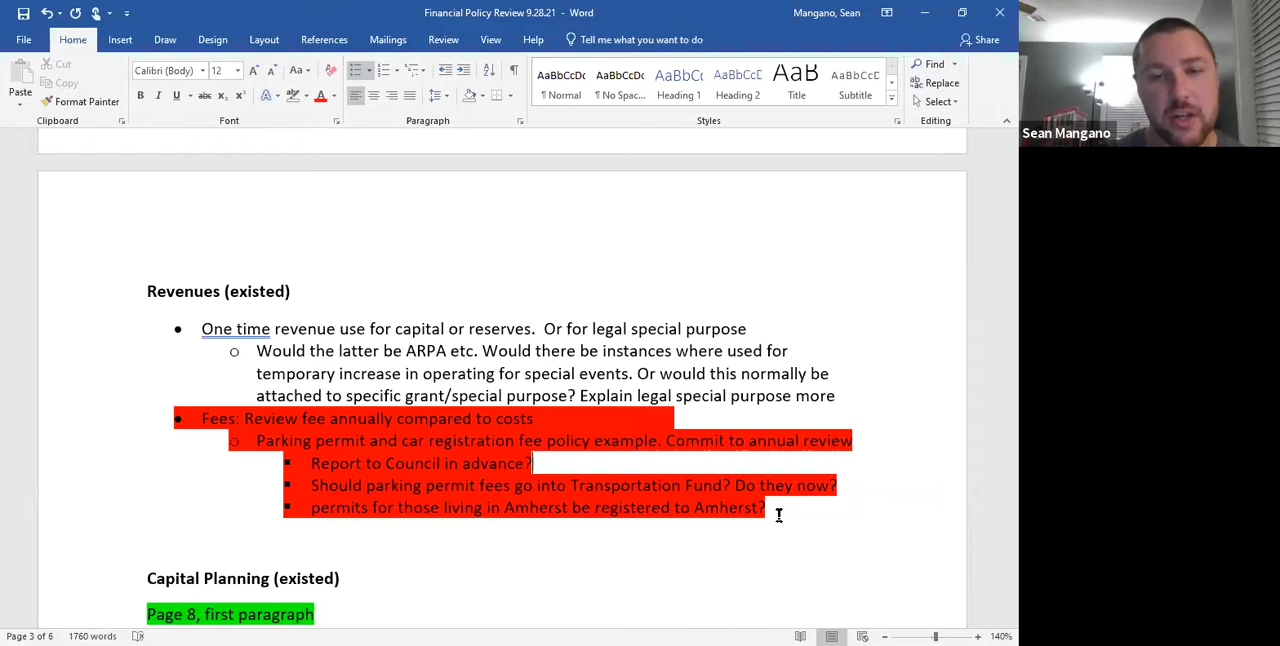 Financial Policy Review 9.28.21 - Word
Mangano, Sean
File Home Insert Draw Design Layout References Mailings Review View Help Tell me what you want to do Share
Paste
Cut
Copy
Format Painter
Clipboard
Calibri (Body) 12 A A Aa
B I U abc x₂ x² A A
Font
Paragraph
AaBbCcDc AaBbCcDc AaBbCc AaBbCcD AaB AaBbCcD
¶ Normal ¶ No Spac... Heading 1 Heading 2 Title Subtitle
Styles
Find
Replace
Select
Editing
Sean Mangano
Revenues (existed)
• One time revenue use for capital or reserves. Or for legal special purpose
o Would the latter be ARPA etc. Would there be instances where used for
temporary increase in operating for special events. Or would this normally be
attached to specific grant/special purpose? Explain legal special purpose more
• Fees: Review fee annually compared to costs
o Parking permit and car registration fee policy example. Commit to annual review
▪ Report to Council in advance?
▪ Should parking permit fees go into Transportation Fund? Do they now?
▪ permits for those living in Amherst be registered to Amherst?
Capital Planning (existed)
Page 8, first paragraph
Page 3 of 6 1760 words
140%